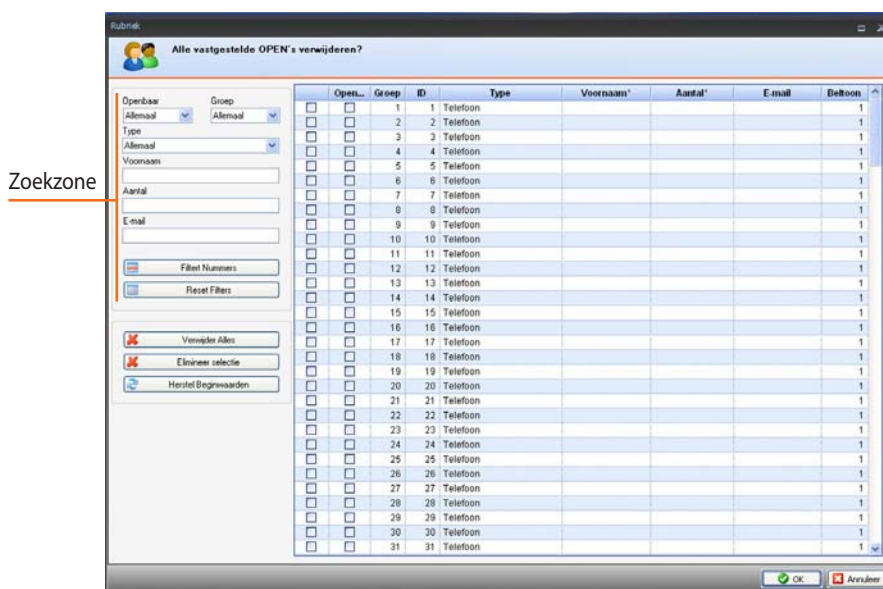 Rubriek
Alle vastgestelde OPEN's verwijderen?
Zoekzone
Openbaar Groep
Allemaal Allemaal
Type
Allemaal
Voornaam
Aantal
E-mail
Filtert Nummers
Reset Filters
Verwijder Alles
Elimineer selectie
Herstel Beginwaarden
Open... Groep ID Type Voornaam* Aantal* E-mail Beltoon
1 1 Telefoon 1
2 2 Telefoon 1
3 3 Telefoon 1
4 4 Telefoon 1
5 5 Telefoon 1
6 6 Telefoon 1
7 7 Telefoon 1
8 8 Telefoon 1
9 9 Telefoon 1
10 10 Telefoon 1
11 11 Telefoon 1
12 12 Telefoon 1
13 13 Telefoon 1
14 14 Telefoon 1
15 15 Telefoon 1
16 16 Telefoon 1
17 17 Telefoon 1
18 18 Telefoon 1
19 19 Telefoon 1
20 20 Telefoon 1
21 21 Telefoon 1
22 22 Telefoon 1
23 23 Telefoon 1
24 24 Telefoon 1
25 25 Telefoon 1
26 26 Telefoon 1
27 27 Telefoon 1
28 28 Telefoon 1
29 29 Telefoon 1
30 30 Telefoon 1
31 31 Telefoon 1
OK Annuleer